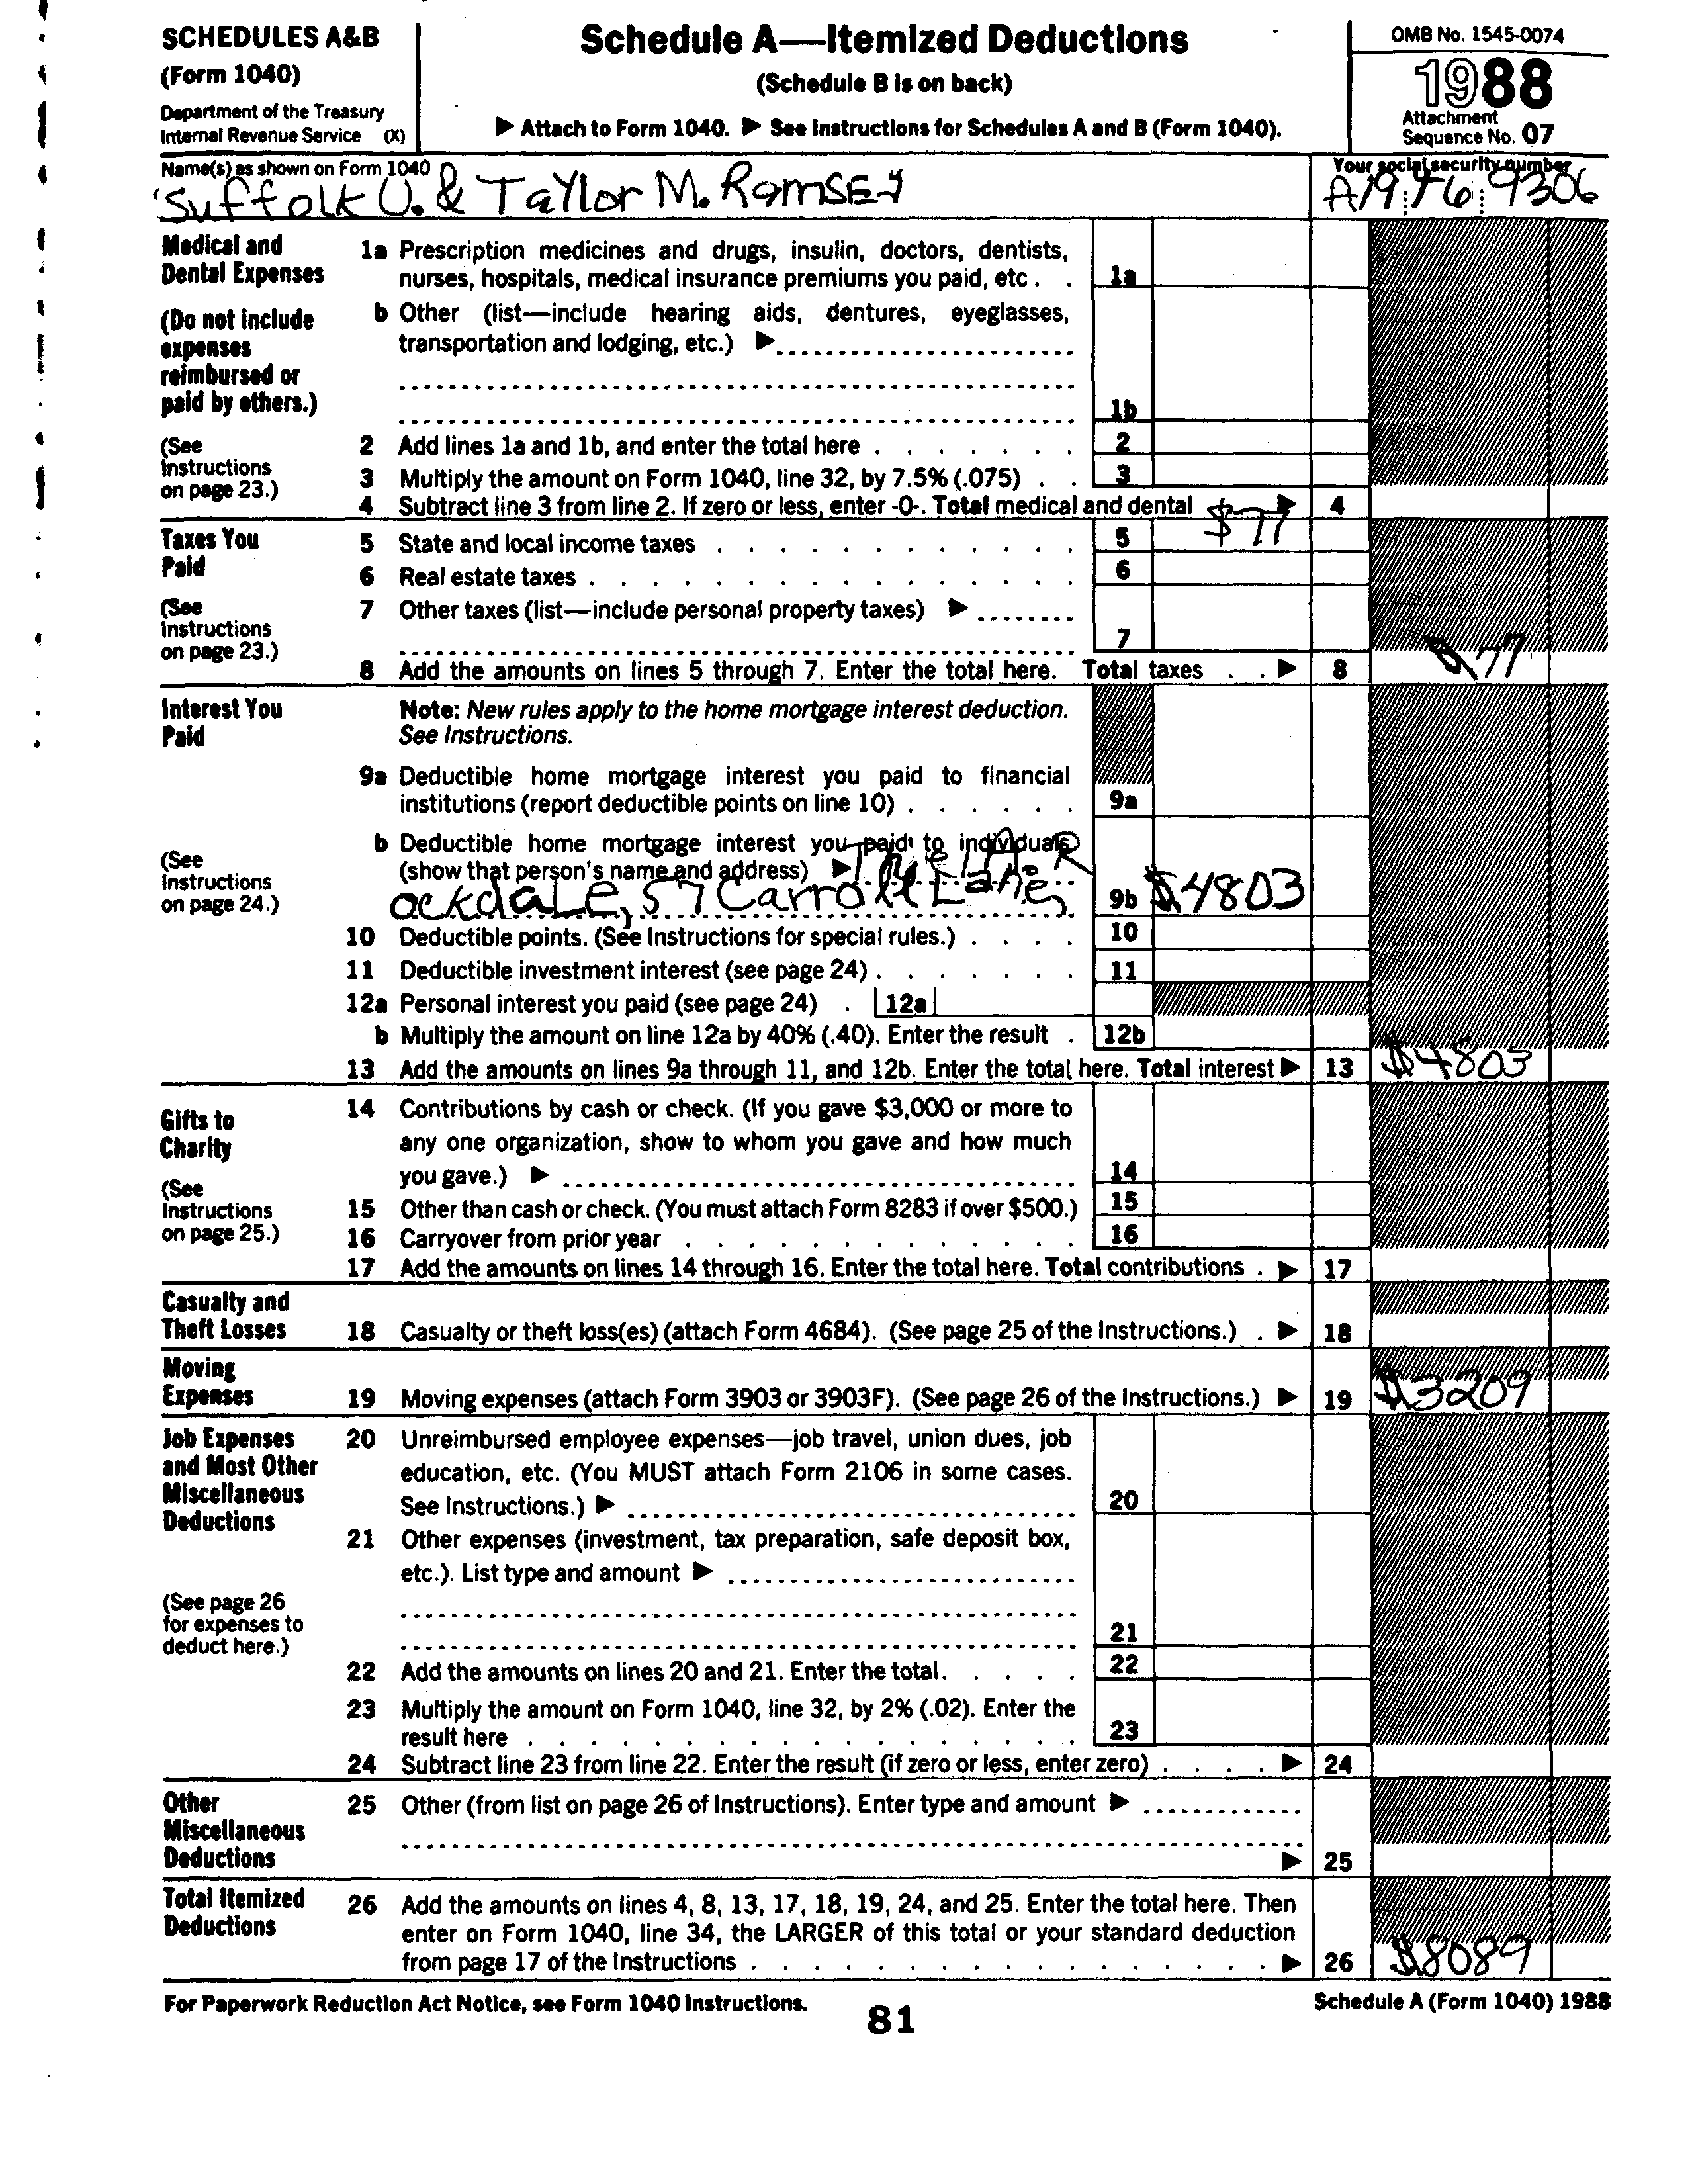 SCHEDULES A&B
(Form 1040)
Department of the Treasury
Internal Revenue Service (X)
Schedule A—Itemized Deductions
(Schedule B is on back)
▶ Attach to Form 1040. ▶ See Instructions for Schedules A and B (Form 1040).
OMB No. 1545-0074
1988
Attachment
Sequence No. 07
Name(s) as shown on Form 1040
Suffolk U. & Taylor M. Ramsey
Your social security number
A19 76 9306
Medical and
Dental Expenses
(Do not include
expenses
reimbursed or
paid by others.)
(See
Instructions
on page 23.)
1a Prescription medicines and drugs, insulin, doctors, dentists,
nurses, hospitals, medical insurance premiums you paid, etc . . 1a
b Other (list—include hearing aids, dentures, eyeglasses,
transportation and lodging, etc.) ▶
1b
2 Add lines 1a and 1b, and enter the total here . . . . . . . 2
3 Multiply the amount on Form 1040, line 32, by 7.5% (.075) . . 3
4 Subtract line 3 from line 2. If zero or less, enter -0-. Total medical and dental ▶ 4
Taxes You
Paid
(See
Instructions
on page 23.)
5 State and local income taxes . . . . . . . . . . . . 5 $77
6 Real estate taxes . . . . . . . . . . . . . . . . 6
7 Other taxes (list—include personal property taxes) ▶
7
8 Add the amounts on lines 5 through 7. Enter the total here. Total taxes . . ▶ 8 $77
Interest You
Paid
(See
Instructions
on page 24.)
Note: New rules apply to the home mortgage interest deduction.
See Instructions.
9a Deductible home mortgage interest you paid to financial
institutions (report deductible points on line 10) . . . . . . 9a
b Deductible home mortgage interest you paid to individuals
(show that person's name and address) ▶
ockdale, 57 Carroll Lane,
9b $4803
10 Deductible points. (See Instructions for special rules.) . . . . 10
11 Deductible investment interest (see page 24) . . . . . . . 11
12a Personal interest you paid (see page 24) . 12a
b Multiply the amount on line 12a by 40% (.40). Enter the result . 12b
13 Add the amounts on lines 9a through 11, and 12b. Enter the total here. Total interest ▶ 13 $4803
Gifts to
Charity
(See
Instructions
on page 25.)
14 Contributions by cash or check. (If you gave $3,000 or more to
any one organization, show to whom you gave and how much
you gave.) ▶ 14
15 Other than cash or check. (You must attach Form 8283 if over $500.) 15
16 Carryover from prior year . . . . . . . . . . . . . 16
17 Add the amounts on lines 14 through 16. Enter the total here. Total contributions . ▶ 17
Casualty and
Theft Losses
18 Casualty or theft loss(es) (attach Form 4684). (See page 25 of the Instructions.) . ▶ 18
Moving
Expenses
19 Moving expenses (attach Form 3903 or 3903F). (See page 26 of the Instructions.) ▶ 19 $3209
Job Expenses
and Most Other
Miscellaneous
Deductions
(See page 26
for expenses to
deduct here.)
20 Unreimbursed employee expenses—job travel, union dues, job
education, etc. (You MUST attach Form 2106 in some cases.
See Instructions.) ▶ 20
21 Other expenses (investment, tax preparation, safe deposit box,
etc.). List type and amount ▶
21
22 Add the amounts on lines 20 and 21. Enter the total. . . . . 22
23 Multiply the amount on Form 1040, line 32, by 2% (.02). Enter the
result here . . . . . . . . . . . . . . . . . . 23
24 Subtract line 23 from line 22. Enter the result (if zero or less, enter zero) . . . . ▶ 24
Other
Miscellaneous
Deductions
25 Other (from list on page 26 of Instructions). Enter type and amount ▶
▶ 25
Total Itemized
Deductions
26 Add the amounts on lines 4, 8, 13, 17, 18, 19, 24, and 25. Enter the total here. Then
enter on Form 1040, line 34, the LARGER of this total or your standard deduction
from page 17 of the Instructions . . . . . . . . . . . . . . . . . ▶ 26 $8089
For Paperwork Reduction Act Notice, see Form 1040 Instructions.
81
Schedule A (Form 1040) 1988